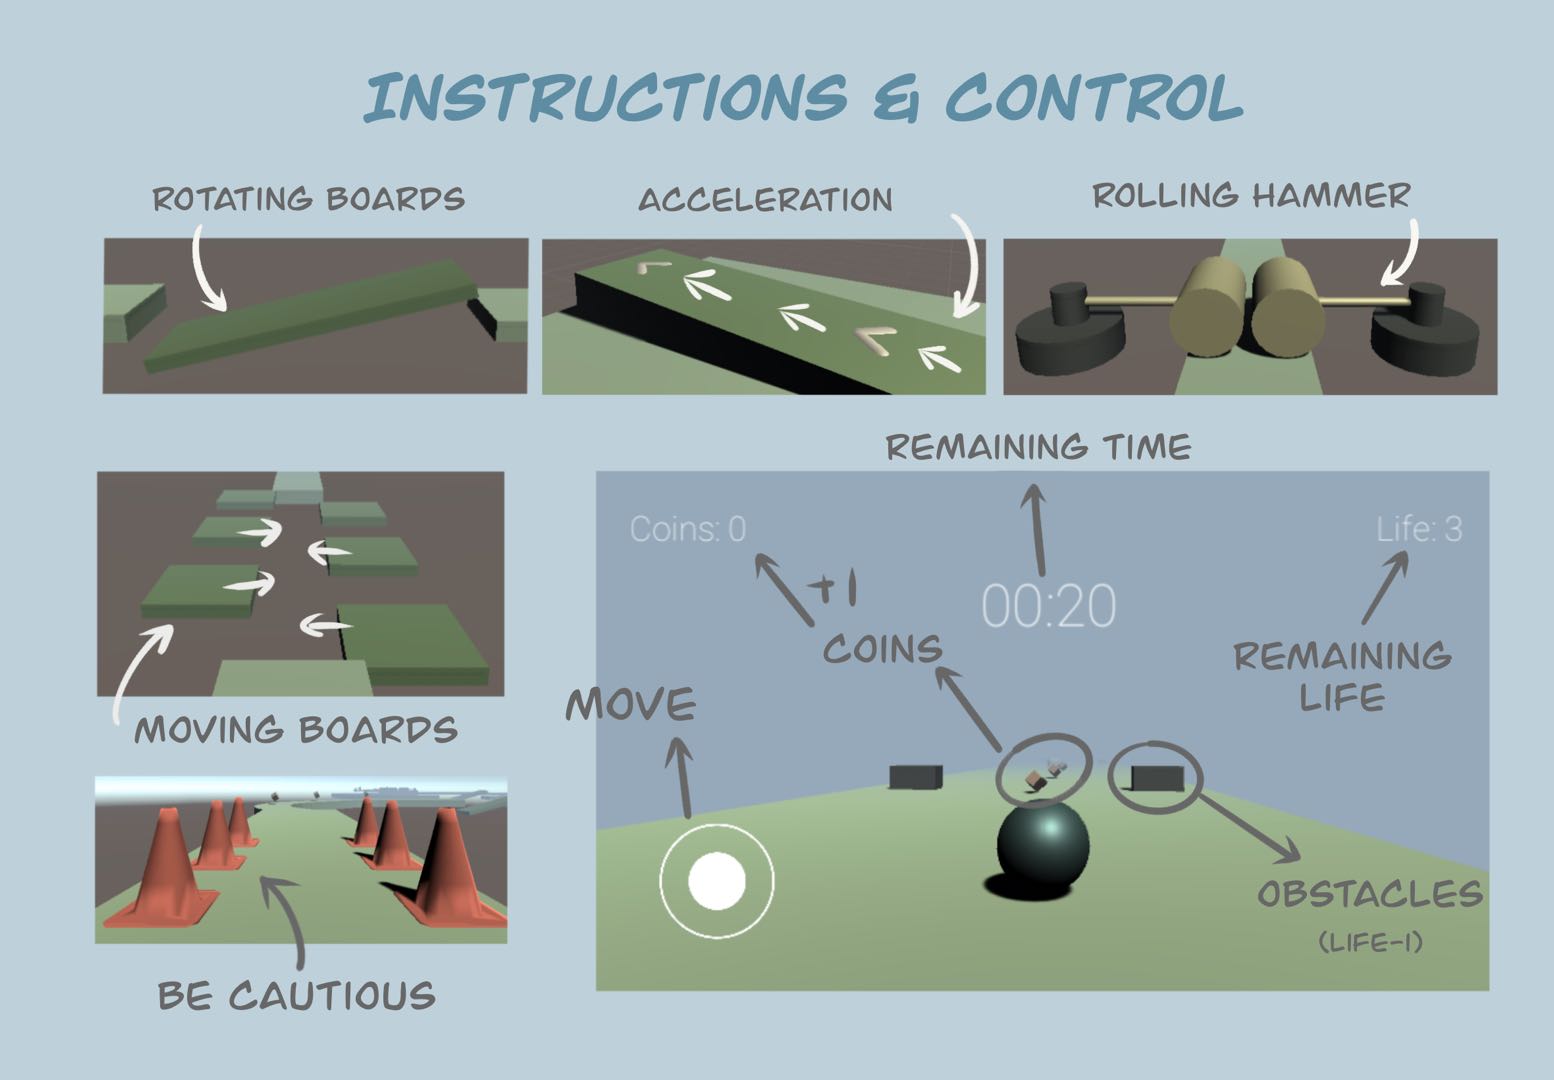 INSTRUCTIONS & CONTROL
ROTATING BOARDS
ACCELERATION
ROLLING HAMMER
MOVING BOARDS
BE CAUTIOUS
REMAINING TIME
Coins: 0
Life: 3
+1
00:20
COINS
REMAINING
LIFE
MOVE
OBSTACLES
(LIFE-1)